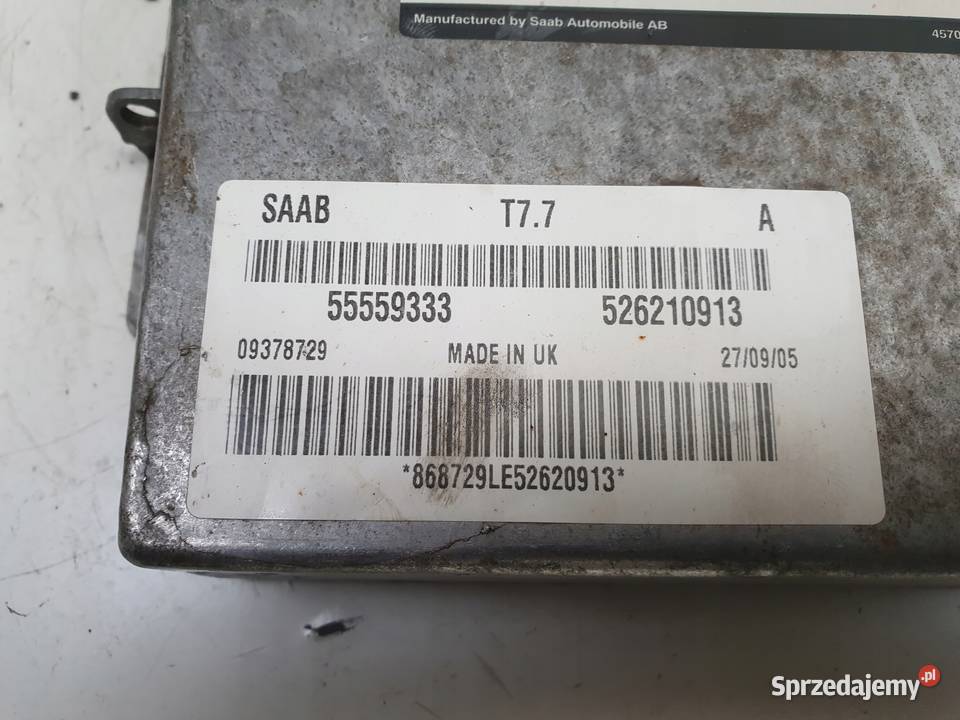 Manufactured by Saab Automobile AB
4570
SAAB T7.7 A
55559333 526210913
09378729 MADE IN UK 27/09/05
*868729LE52620913*
Sprzedajemy.pl